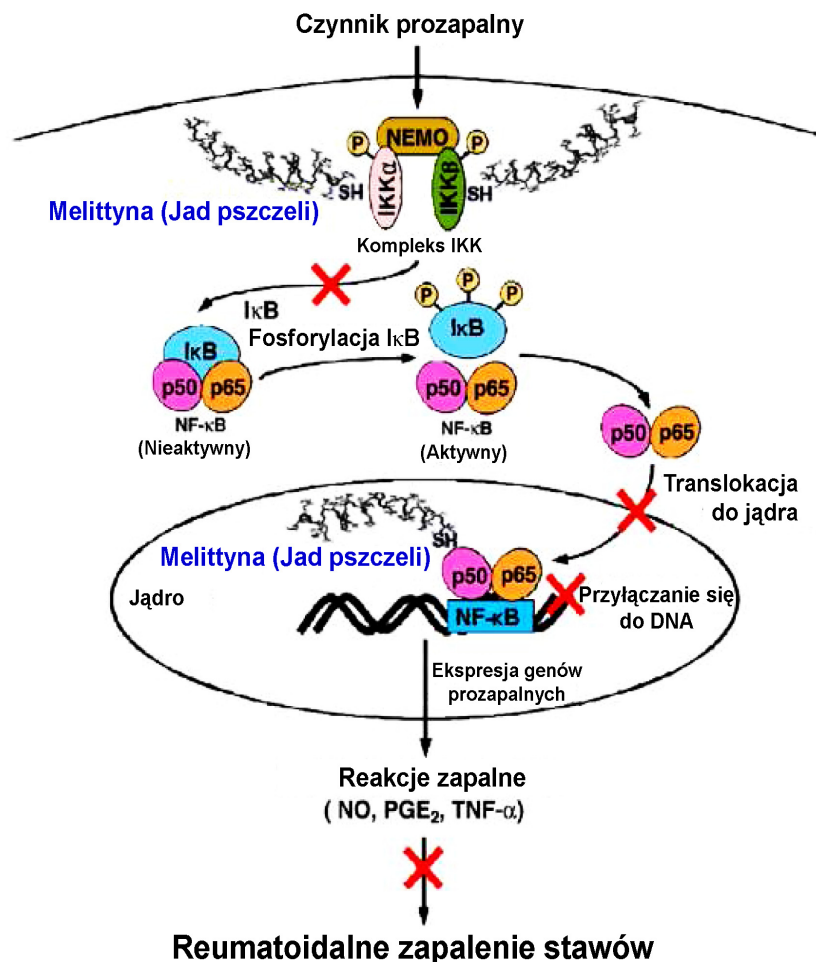 Czynnik prozapalny
P
NEMO
P
IKKα
IKKβ
SH
SH
Melittyna (Jad pszczeli)
Kompleks IKK
P
P
P
IκB
IκB
Fosforylacja IκB
IκB
p50
p65
p50
p65
NF-κB
(Nieaktywny)
NF-κB
(Aktywny)
p50
p65
Translokacja
do jądra
SH
Melittyna (Jad pszczeli)
p50
p65
Jądro
Przyłączanie się
do DNA
NF-κB
Ekspresja genów
prozapalnych
Reakcje zapalne
( NO, PGE₂, TNF-α)
Reumatoidalne zapalenie stawów